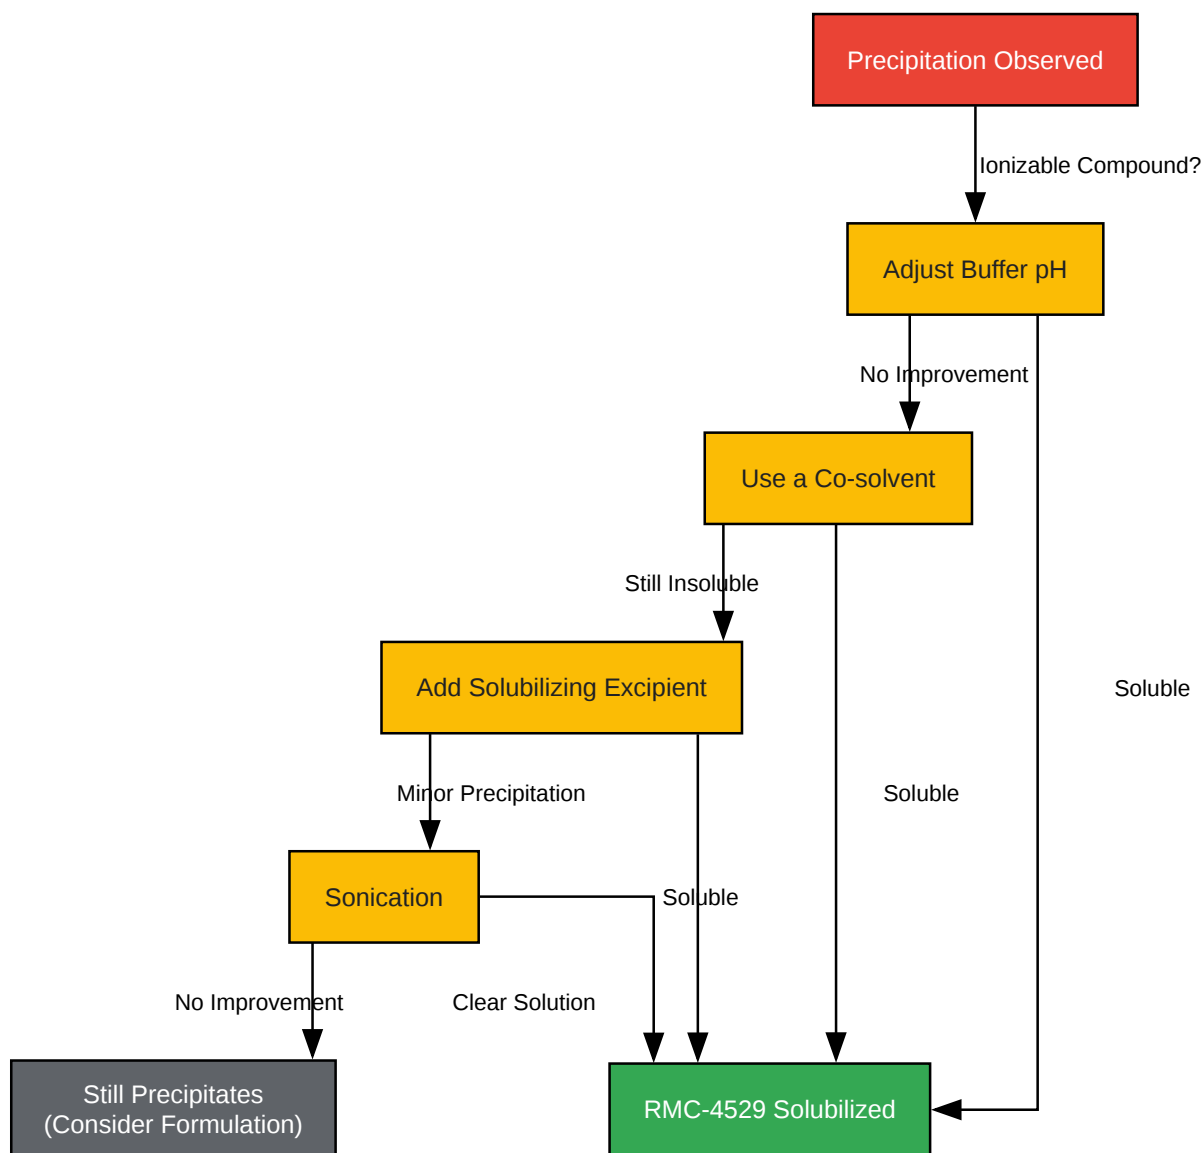 Precipitation Observed
Ionizable Compound?
Adjust Buffer pH
No Improvement
Use a Co-solvent
Still Insoluble
Add Solubilizing Excipient
Soluble
Minor Precipitation
Soluble
Sonication
Soluble
No Improvement
Clear Solution
Still Precipitates
(Consider Formulation)
RMC-4529 Solubilized